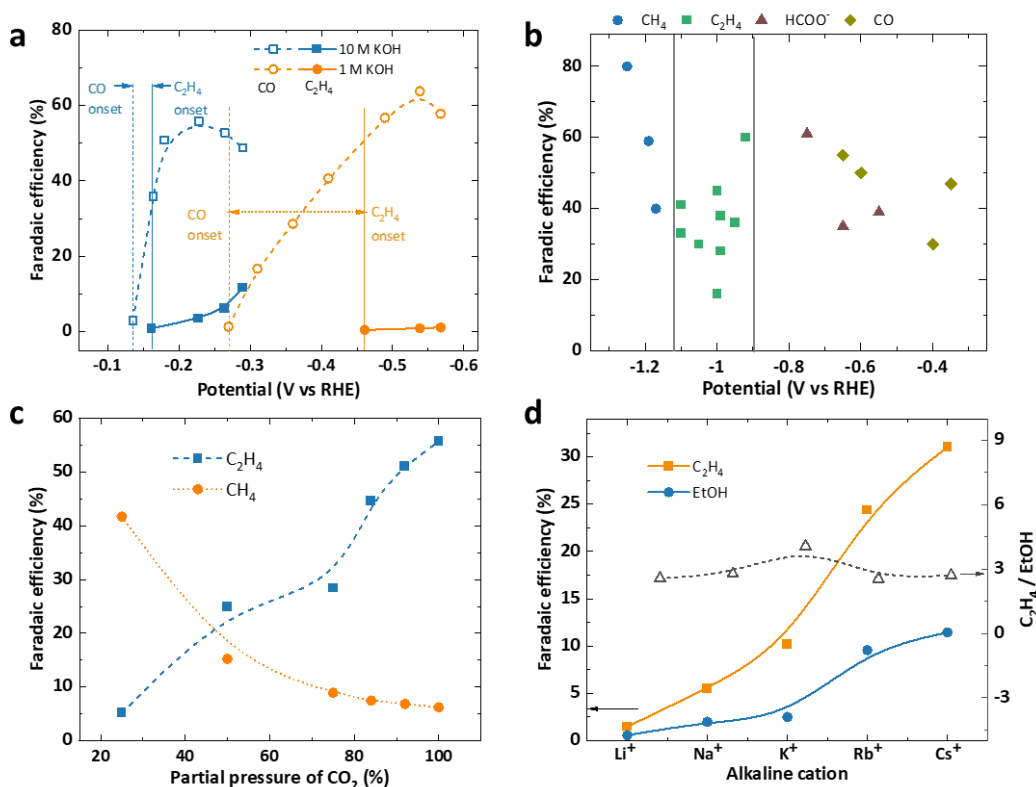 a
80
60
40
20
0
Faradaic efficiency (%)
10 M KOH
1 M KOH
CO C₂H₄
CO
onset
C₂H₄
onset
CO
onset
C₂H₄
onset
-0.1 -0.2 -0.3 -0.4 -0.5 -0.6
Potential (V vs RHE)
b
CH₄ C₂H₄ HCOO⁻ CO
80
60
40
20
0
Faradic efficiency (%)
-1.2 -1 -0.8 -0.6 -0.4
Potential (V vs RHE)
c
60
50
40
30
20
10
0
Faradaic efficiency (%)
C₂H₄
CH₄
20 40 60 80 100
Partial pressure of CO₂ (%)
d
30
25
20
15
10
5
0
Faradaic efficiency (%)
C₂H₄
EtOH
9
6
3
0
-3
C₂H₄ / EtOH
Li⁺ Na⁺ K⁺ Rb⁺ Cs⁺
Alkaline cation